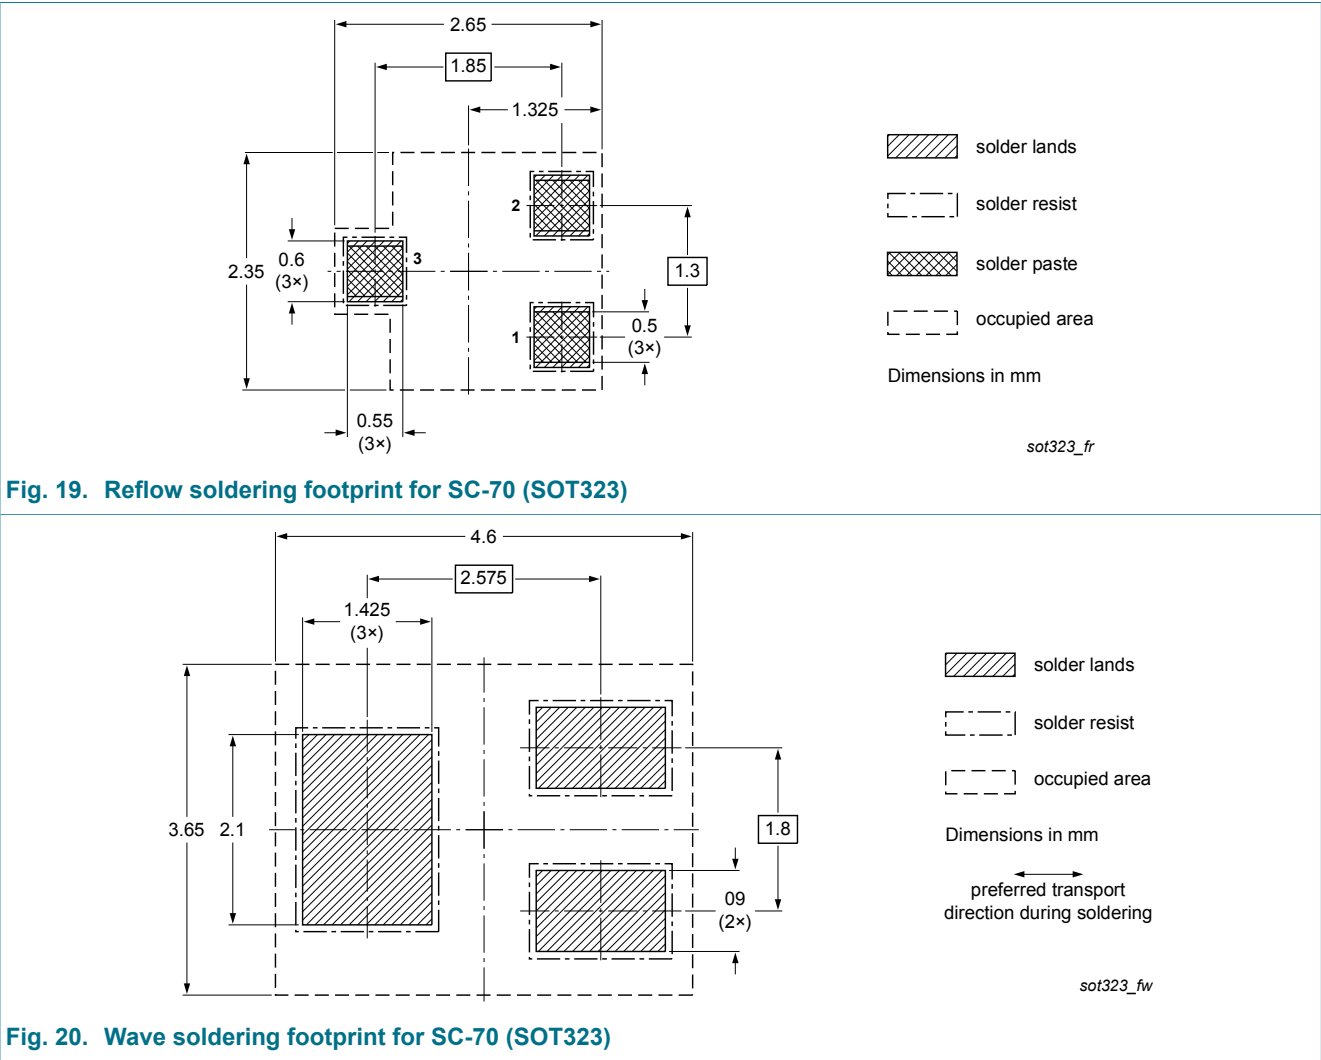 2.65
1.85
1.325
2
3
2.35
0.6
(3×)
1.3
1
0.5
(3×)
0.55
(3×)
solder lands
solder resist
solder paste
occupied area
Dimensions in mm
sot323_fr
Fig. 19. Reflow soldering footprint for SC-70 (SOT323)
4.6
2.575
1.425
(3×)
3.65
2.1
1.8
09
(2×)
solder lands
solder resist
occupied area
Dimensions in mm
preferred transport
direction during soldering
sot323_fw
Fig. 20. Wave soldering footprint for SC-70 (SOT323)